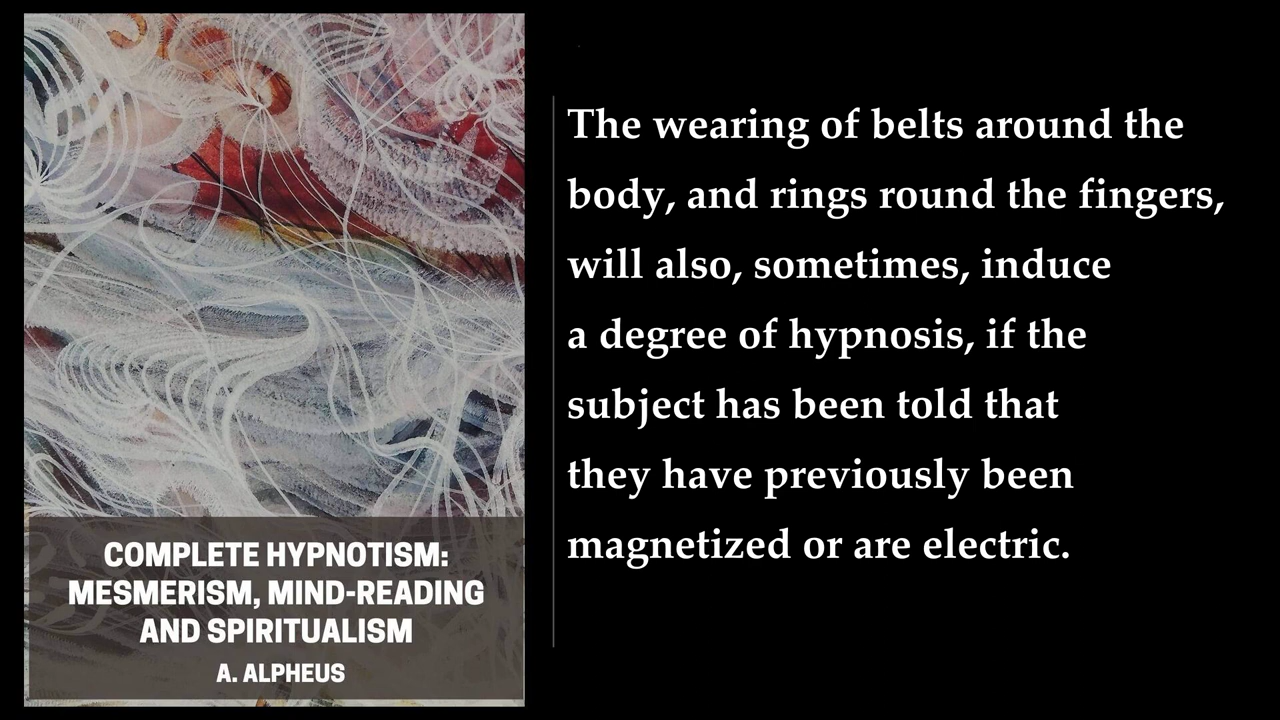 COMPLETE HYPNOTISM:
MESMERISM, MIND-READING
AND SPIRITUALISM
A. ALPHEUS
The wearing of belts around the
body, and rings round the fingers,
will also, sometimes, induce
a degree of hypnosis, if the
subject has been told that
they have previously been
magnetized or are electric.